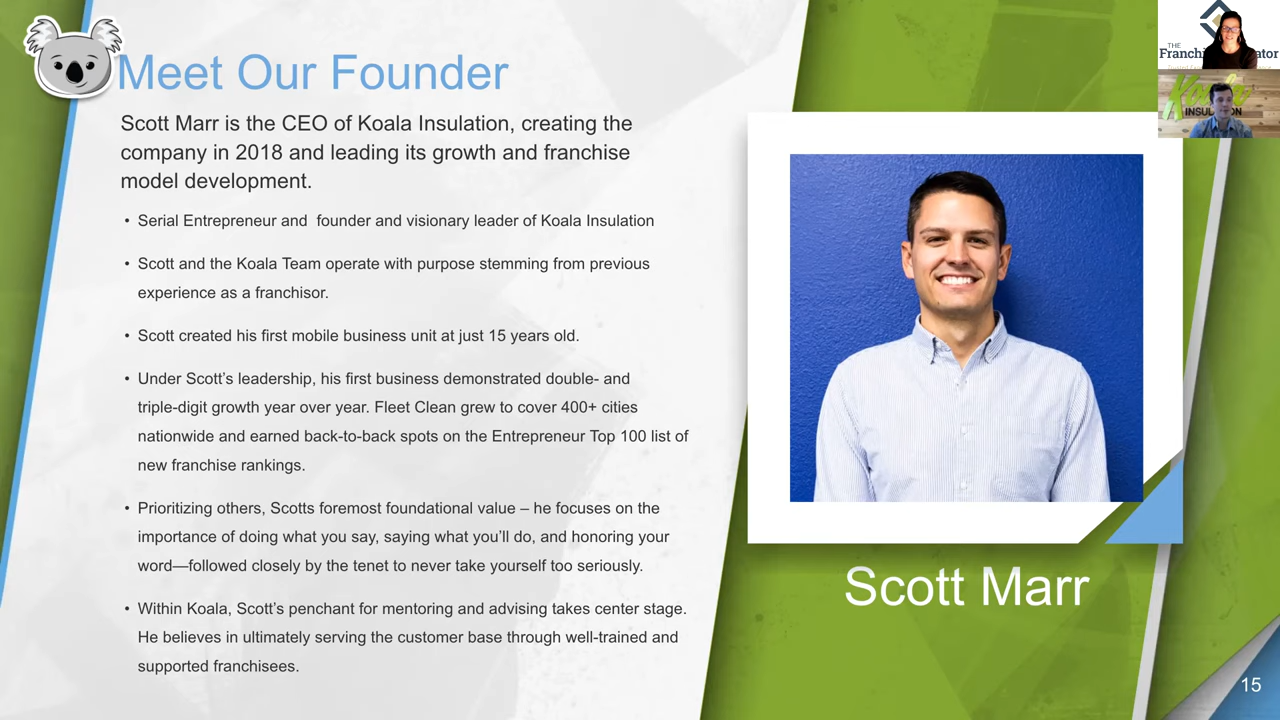 Meet Our Founder
Scott Marr is the CEO of Koala Insulation, creating the
company in 2018 and leading its growth and franchise
model development.
• Serial Entrepreneur and  founder and visionary leader of Koala Insulation
• Scott and the Koala Team operate with purpose stemming from previous
experience as a franchisor.
• Scott created his first mobile business unit at just 15 years old.
• Under Scott’s leadership, his first business demonstrated double- and
triple-digit growth year over year. Fleet Clean grew to cover 400+ cities
nationwide and earned back-to-back spots on the Entrepreneur Top 100 list of
new franchise rankings.
• Prioritizing others, Scotts foremost foundational value – he focuses on the
importance of doing what you say, saying what you’ll do, and honoring your
word—followed closely by the tenet to never take yourself too seriously.
• Within Koala, Scott’s penchant for mentoring and advising takes center stage.
He believes in ultimately serving the customer base through well-trained and
supported franchisees.
THE
Scott Marr
15